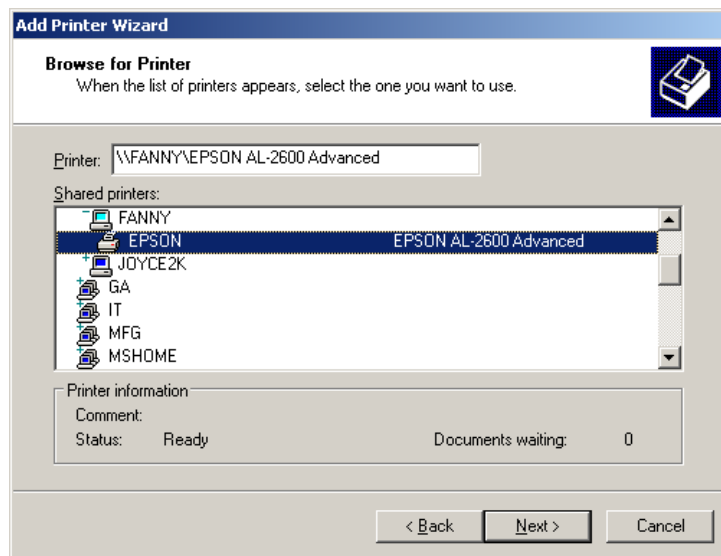 Add Printer Wizard
Browse for Printer
When the list of printers appears, select the one you want to use.
Printer: \\FANNY\EPSON AL-2600 Advanced
Shared printers:
FANNY
EPSON EPSON AL-2600 Advanced
JOYCE2K
GA
IT
MFG
MSHOME
Printer information
Comment:
Status: Ready Documents waiting: 0
< Back Next > Cancel